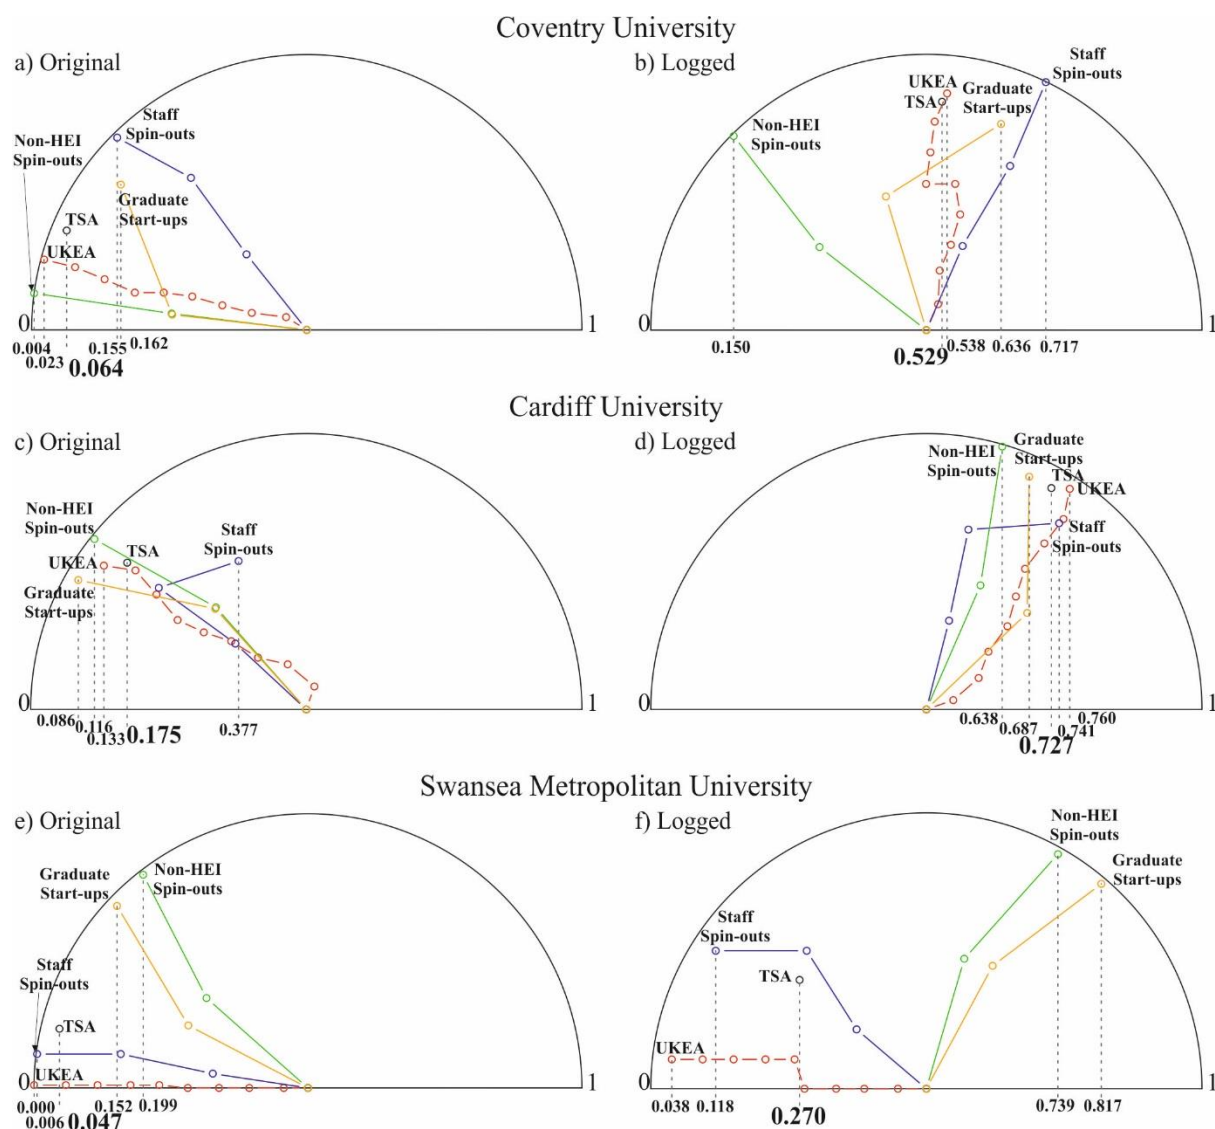 Coventry University
a) Original
b) Logged
Staff
Spin-outs
Non-HEI
Spin-outs
Graduate
Start-ups
TSA
UKEA
0
1
0.004
0.023
0.064
0.155
0.162
Staff
Spin-outs
UKEA
TSA
Graduate
Start-ups
Non-HEI
Spin-outs
0
1
0.150
0.529
0.538
0.636
0.717
Cardiff University
c) Original
d) Logged
Non-HEI
Spin-outs
Staff
Spin-outs
TSA
UKEA
Graduate
Start-ups
0
1
0.086
0.116
0.133
0.175
0.377
Graduate
Start-ups
Non-HEI
Spin-outs
TSA
UKEA
Staff
Spin-outs
0
1
0.638
0.687
0.727
0.741
0.760
Swansea Metropolitan University
e) Original
f) Logged
Graduate
Start-ups
Non-HEI
Spin-outs
Staff
Spin-outs
TSA
UKEA
0
1
0.000
0.006
0.047
0.152
0.199
Non-HEI
Spin-outs
Graduate
Start-ups
Staff
Spin-outs
TSA
UKEA
0
1
0.038
0.118
0.270
0.739
0.817